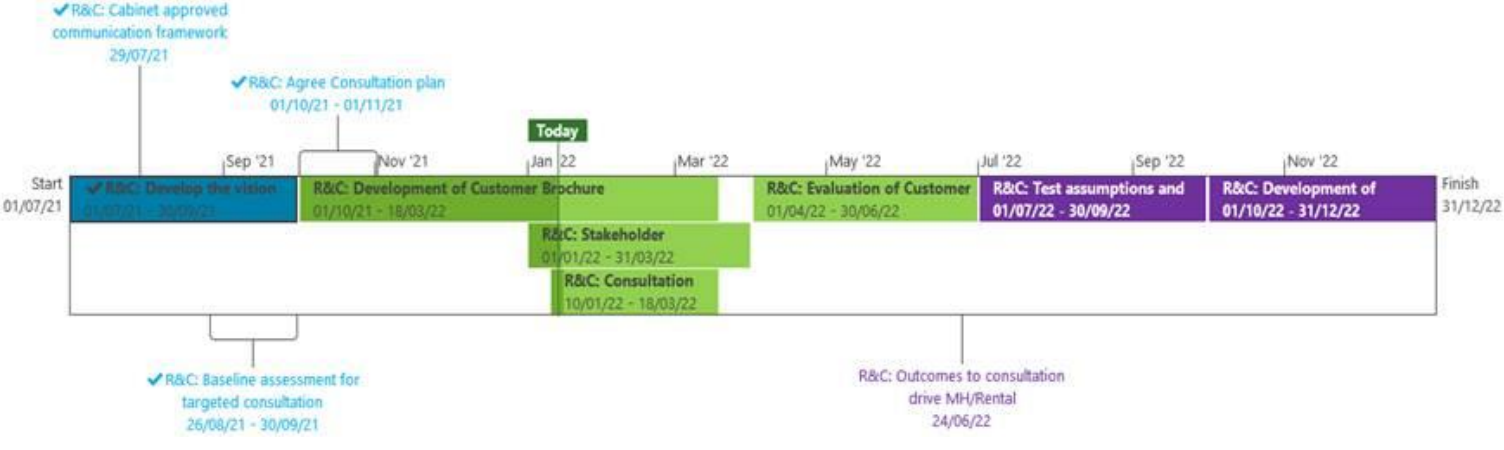 ✔R&C: Cabinet approved
communication framework
29/07/21
✔R&C: Agree Consultation plan
01/10/21 - 01/11/21
Today
Sep '21
Nov '21
Jan '22
Mar '22
May '22
Jul '22
Sep '22
Nov '22
Start
01/07/21
✔R&C: Develop the vision
01/07/21 - 30/09/21
R&C: Development of Customer Brochure
01/10/21 - 18/03/22
R&C: Evaluation of Customer
01/04/22 - 30/06/22
R&C: Test assumptions and
01/07/22 - 30/09/22
R&C: Development of
01/10/22 - 31/12/22
Finish
31/12/22
R&C: Stakeholder
01/01/22 - 31/03/22
R&C: Consultation
10/01/22 - 18/03/22
✔R&C: Baseline assessment for
targeted consultation
26/08/21 - 30/09/21
R&C: Outcomes to consultation
drive MH/Rental
24/06/22